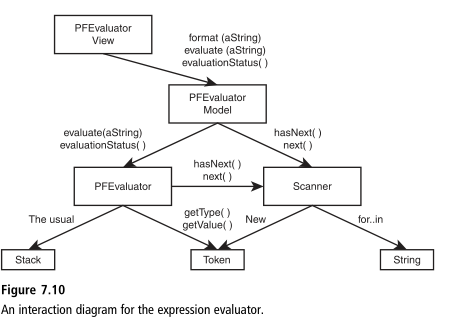 PFEvaluator
View
format (aString)
evaluate (aString)
evaluationStatus( )
PFEvaluator
Model
evaluate(aString)
evaluationStatus( )
hasNext( )
next( )
hasNext( )
next( )
PFEvaluator
Scanner
The usual
getType( )
getValue( )
New
for..in
Stack
Token
String
Figure 7.10
An interaction diagram for the expression evaluator.